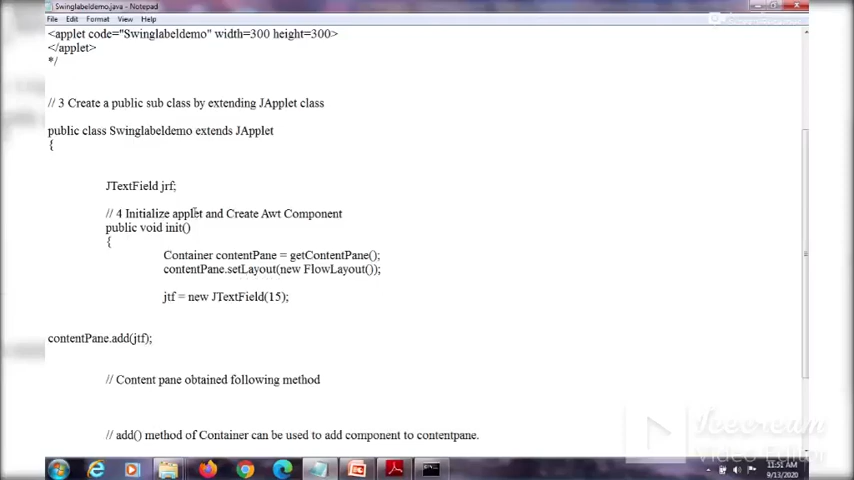 Swinglabeldemo.java - Notepad
File Edit Format View Help
<applet code="Swinglabeldemo" width=300 height=300>
</applet>
*/
// 3 Create a public sub class by extending JApplet class
public class Swinglabeldemo extends JApplet
{
JTextField jrf;
// 4 Initialize applet and Create Awt Component
public void init()
{
Container contentPane = getContentPane();
contentPane.setLayout(new FlowLayout());
jtf = new JTextField(15);
contentPane.add(jtf);
// Content pane obtained following method
// add() method of Container can be used to add component to contentpane.
Icecream
Video Editor
11:51 AM
9/13/2020